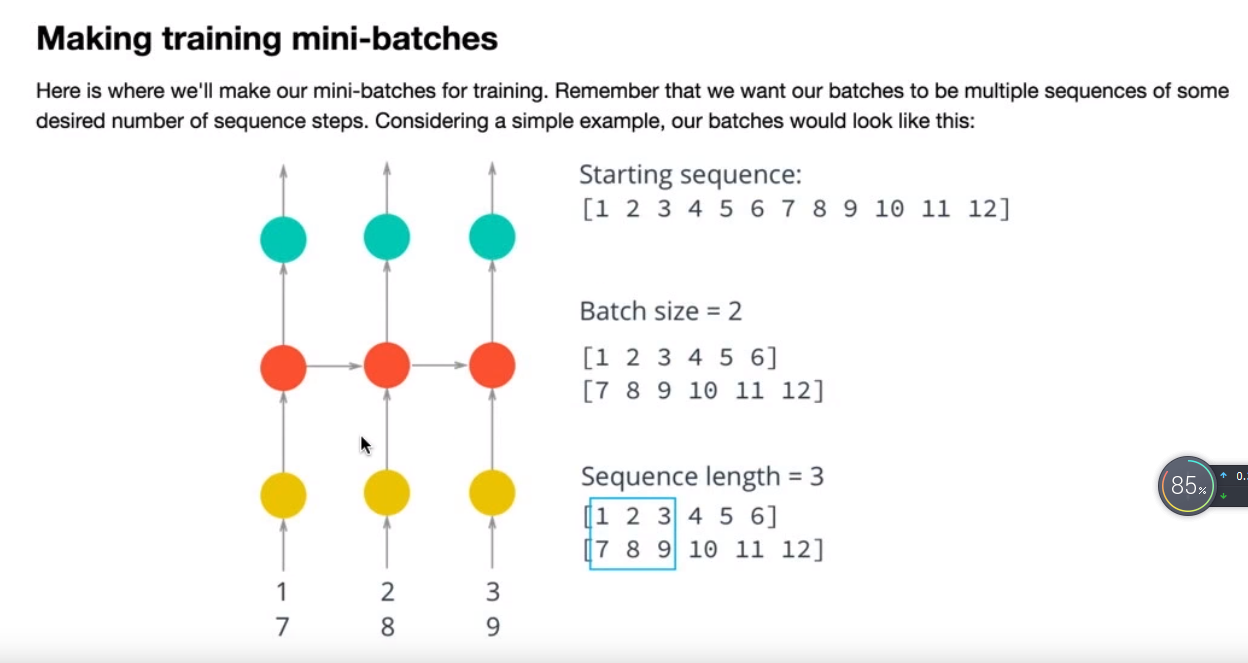 Making training mini-batches
Here is where we'll make our mini-batches for training. Remember that we want our batches to be multiple sequences of some
desired number of sequence steps. Considering a simple example, our batches would look like this:
Starting sequence:
[1 2 3 4 5 6 7 8 9 10 11 12]
Batch size = 2
[1 2 3 4 5 6]
[7 8 9 10 11 12]
Sequence length = 3
[1 2 3 4 5 6]
[7 8 9 10 11 12]
1 2 3
7 8 9
85%